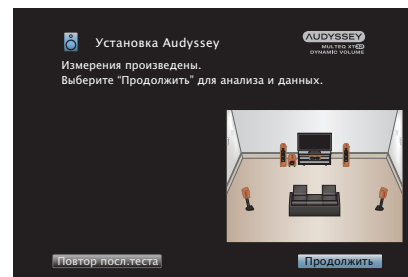 Установка Audyssey
AUDYSSEY
MULTEQ XT32
DYNAMIC VOLUME
Измерения произведены.
Выберите “Продолжить” для анализа и данных.
Повтор посл.теста
Продолжить